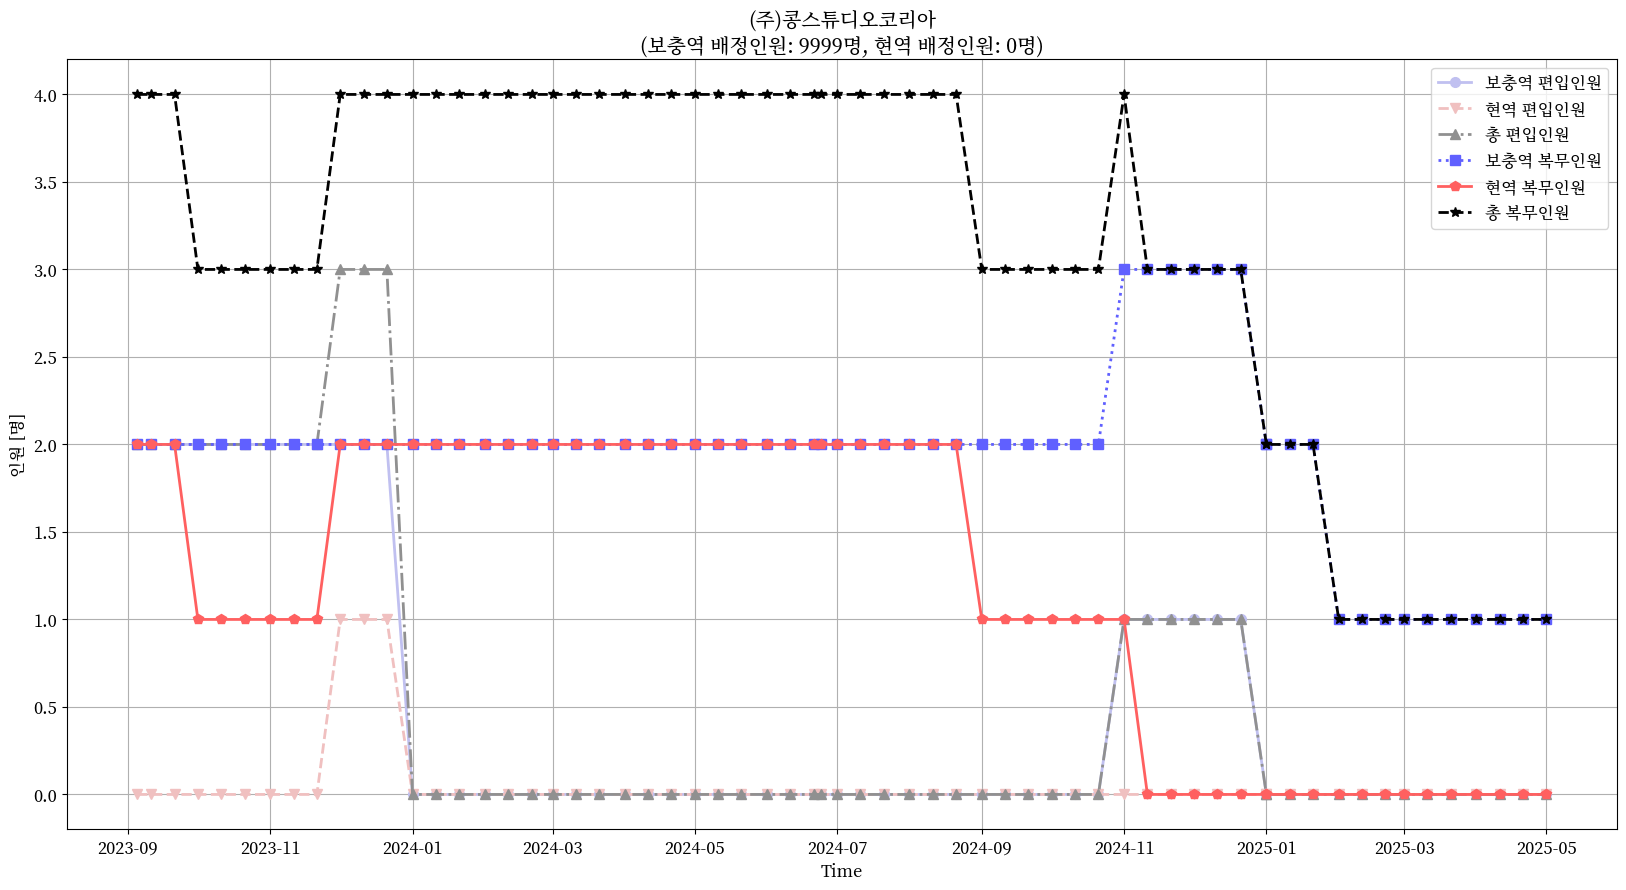 (주)콩스튜디오코리아
(보충역 배정인원: 9999명, 현역 배정인원: 0명)
보충역 편입인원
현역 편입인원
총 편입인원
보충역 복무인원
현역 복무인원
총 복무인원
4.0
3.5
3.0
2.5
2.0
1.5
1.0
0.5
0.0
인원 [명]
2023-09 2023-11 2024-01 2024-03 2024-05 2024-07 2024-09 2024-11 2025-01 2025-03 2025-05
Time